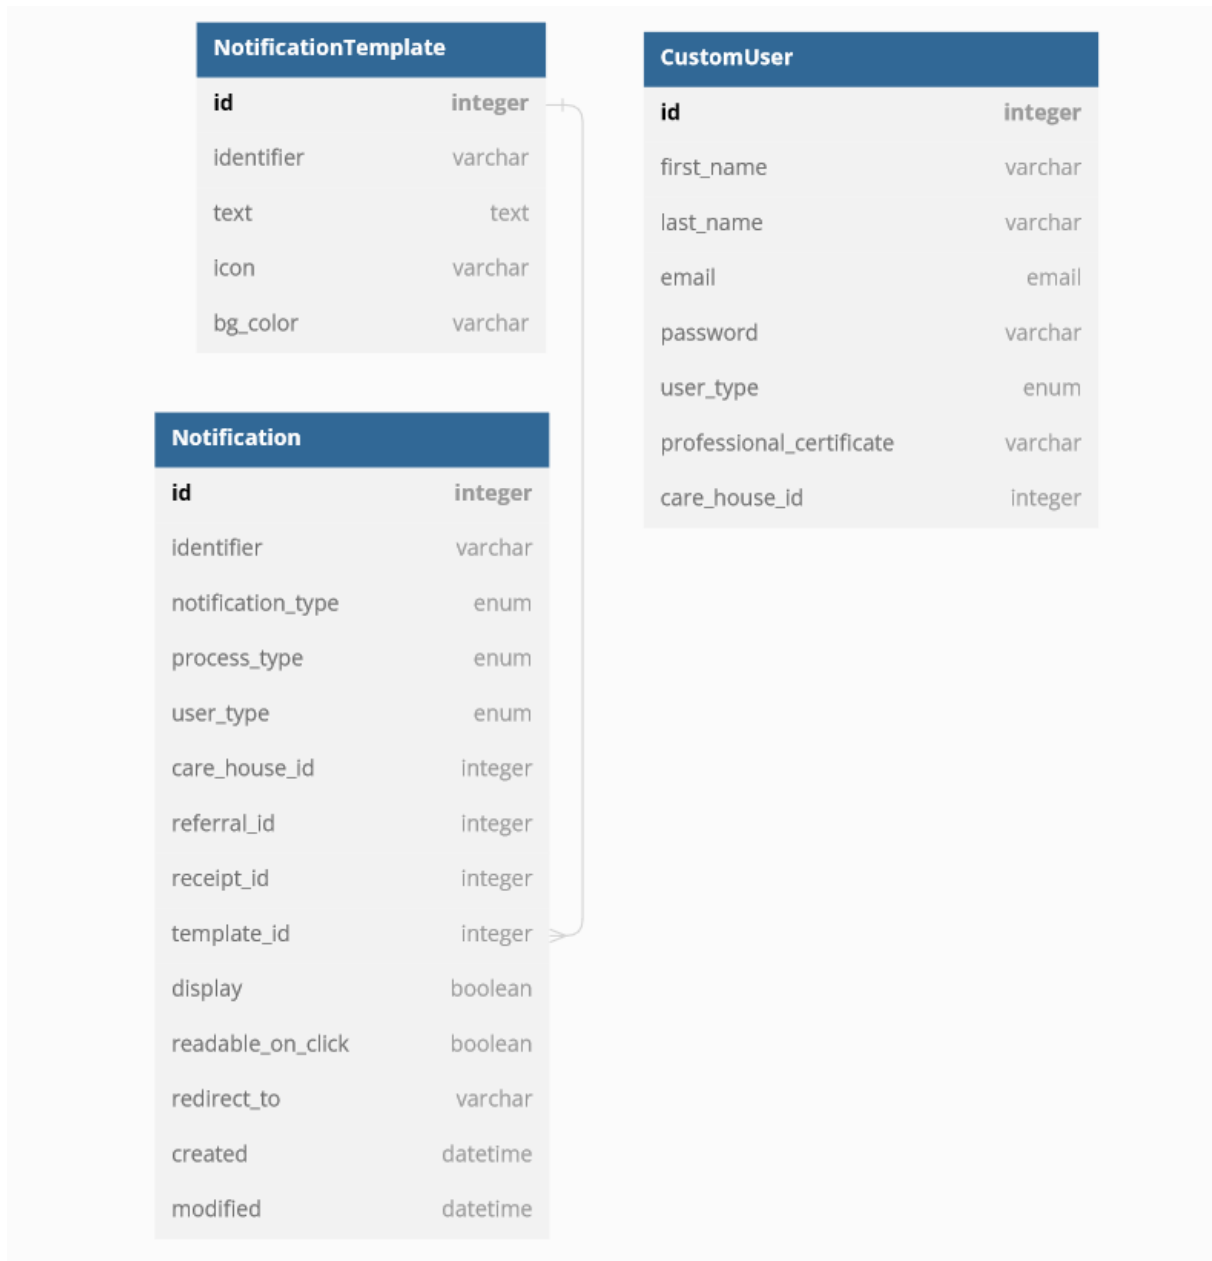 NotificationTemplate
id integer
identifier varchar
text text
icon varchar
bg_color varchar
CustomUser
id integer
first_name varchar
last_name varchar
email email
password varchar
user_type enum
professional_certificate varchar
care_house_id integer
Notification
id integer
identifier varchar
notification_type enum
process_type enum
user_type enum
care_house_id integer
referral_id integer
receipt_id integer
template_id integer
display boolean
readable_on_click boolean
redirect_to varchar
created datetime
modified datetime